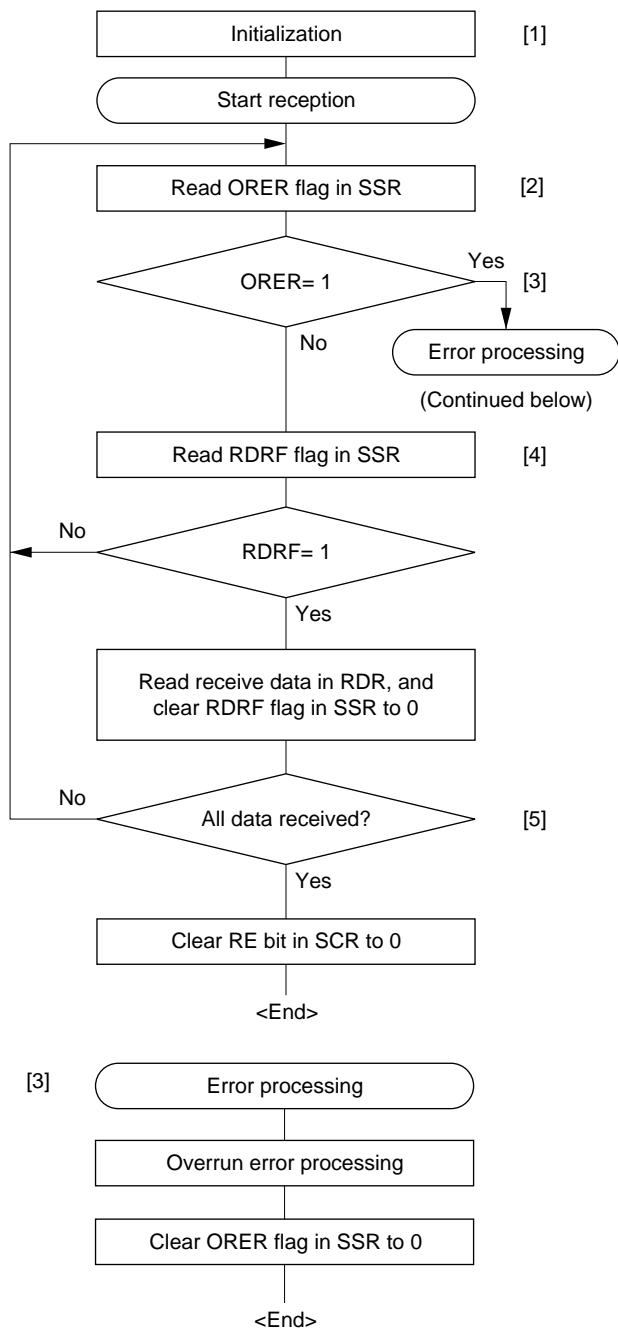 Initialization [1]
Start reception
Read ORER flag in SSR [2]
Yes
ORER= 1 [3]
No
Error processing
(Continued below)
Read RDRF flag in SSR [4]
No
RDRF= 1
Yes
Read receive data in RDR, and
clear RDRF flag in SSR to 0
No
All data received? [5]
Yes
Clear RE bit in SCR to 0
<End>
[3] Error processing
Overrun error processing
Clear ORER flag in SSR to 0
<End>